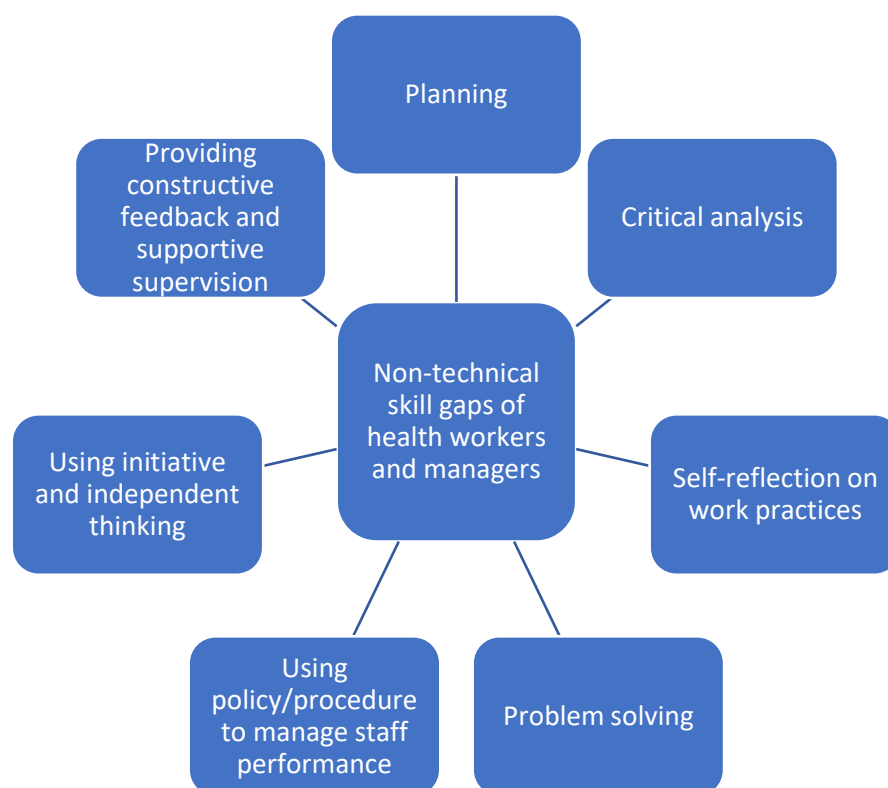 Planning
Providing
constructive
feedback and
supportive
supervision
Critical analysis
Non-technical
skill gaps of
health workers
and managers
Using initiative
and independent
thinking
Self-reflection on
work practices
Using
policy/procedure
to manage staff
performance
Problem solving